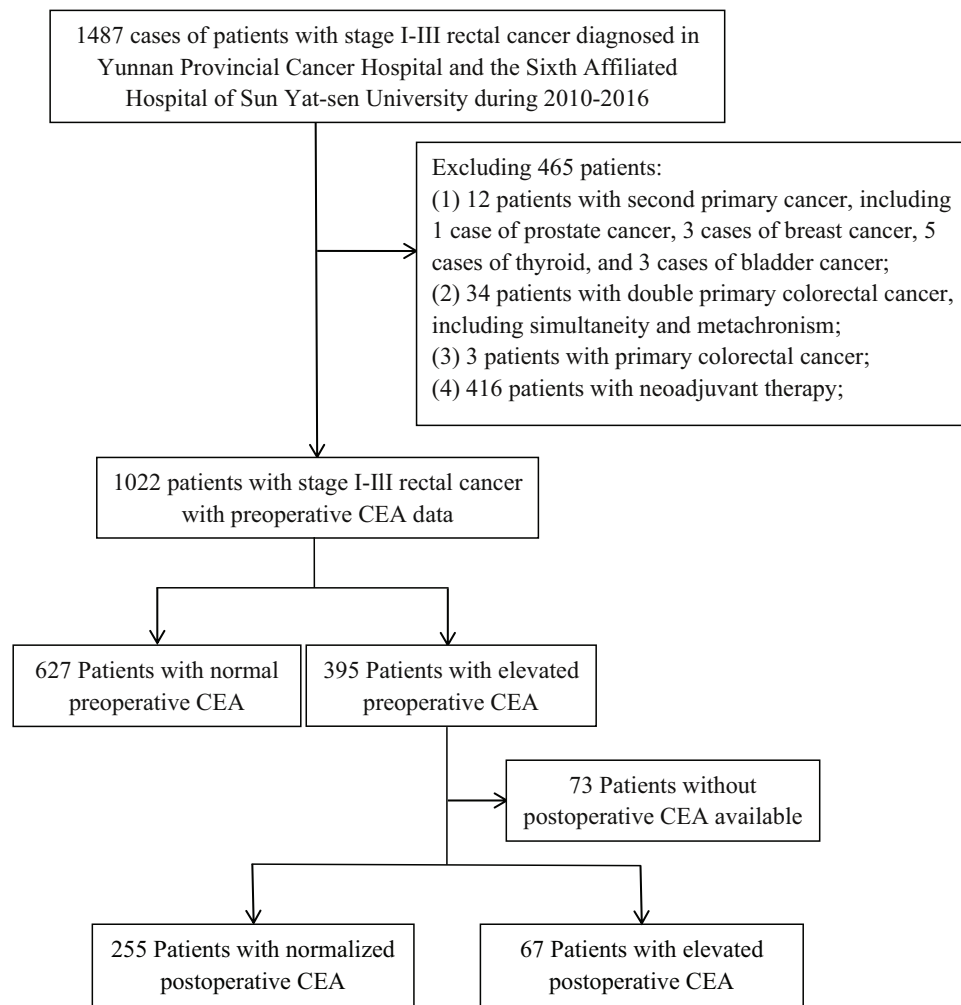 1487 cases of patients with stage I-III rectal cancer diagnosed in
Yunnan Provincial Cancer Hospital and the Sixth Affiliated
Hospital of Sun Yat-sen University during 2010-2016
Excluding 465 patients:
(1) 12 patients with second primary cancer, including
1 case of prostate cancer, 3 cases of breast cancer, 5
cases of thyroid, and 3 cases of bladder cancer;
(2) 34 patients with double primary colorectal cancer,
including simultaneity and metachronism;
(3) 3 patients with primary colorectal cancer;
(4) 416 patients with neoadjuvant therapy;
1022 patients with stage I-III rectal cancer
with preoperative CEA data
627 Patients with normal
preoperative CEA
395 Patients with elevated
preoperative CEA
73 Patients without
postoperative CEA available
255 Patients with normalized
postoperative CEA
67 Patients with elevated
postoperative CEA